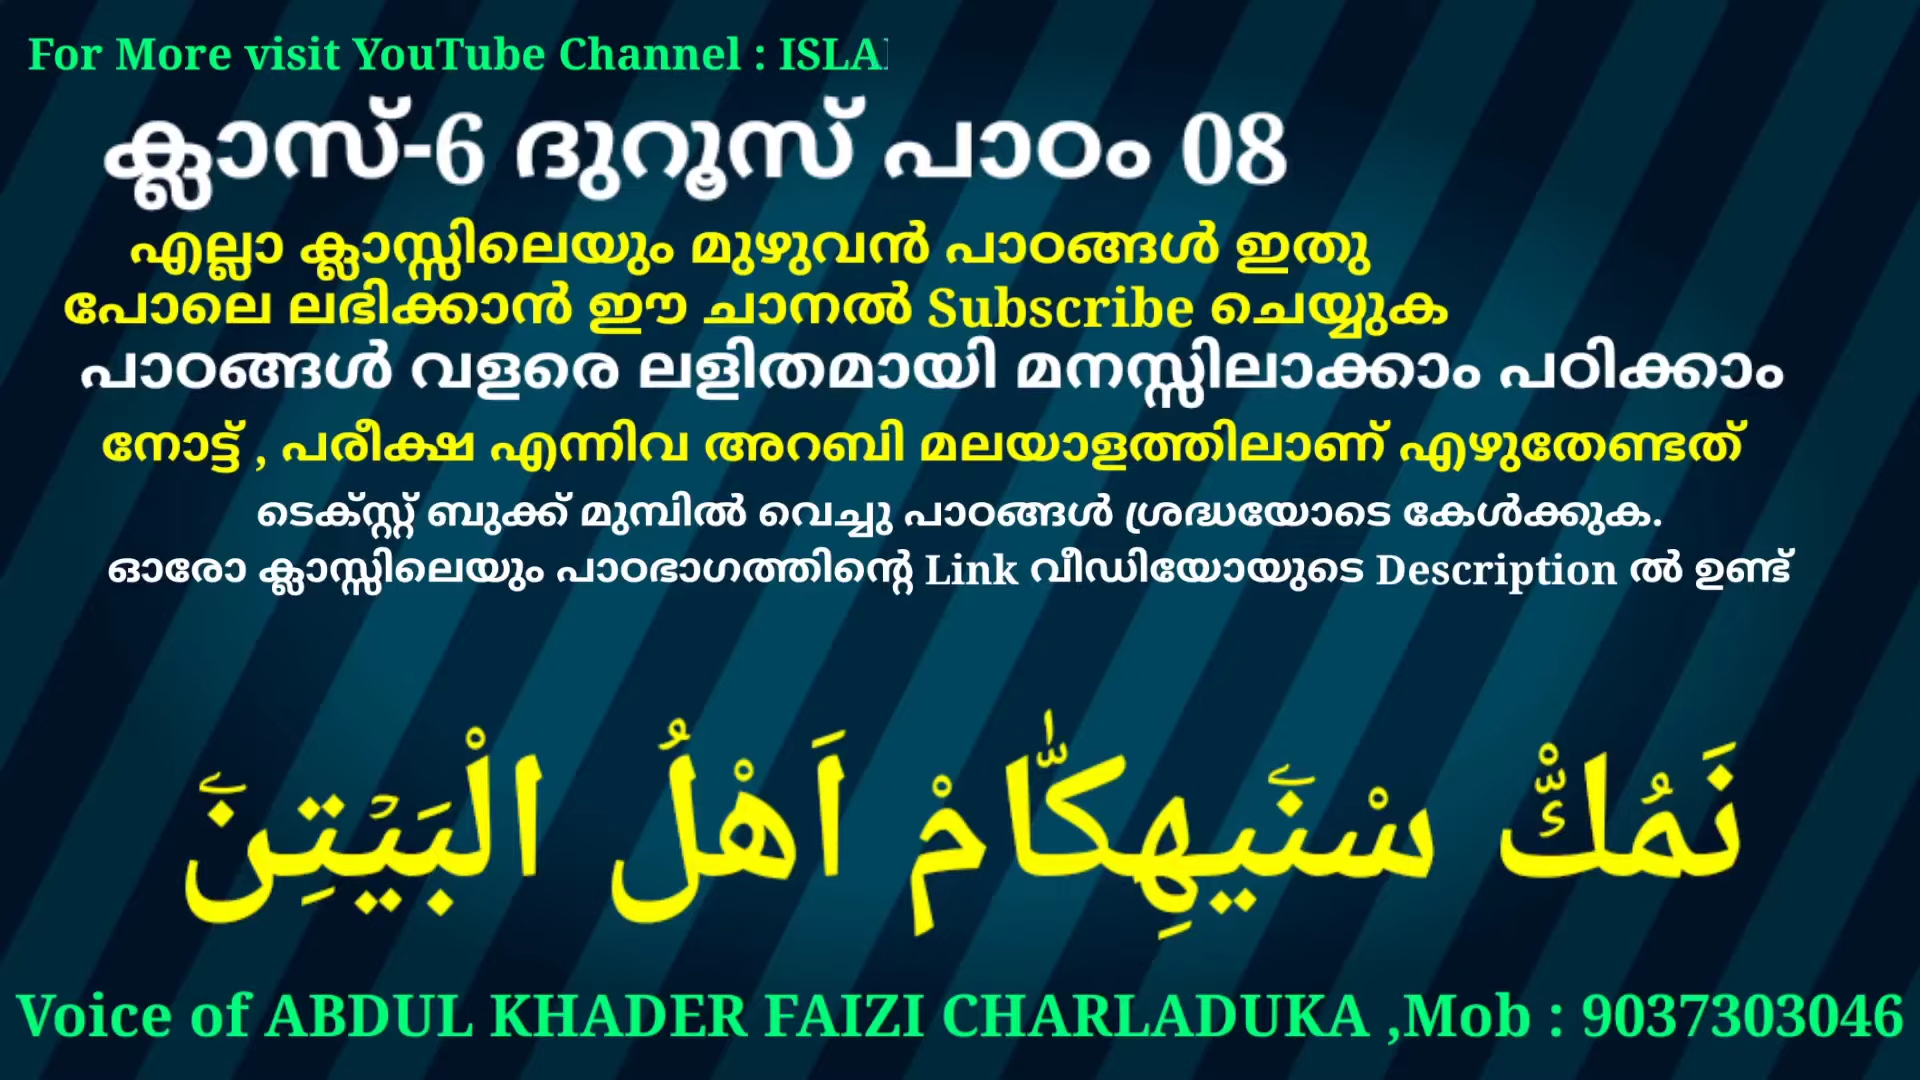 For More visit YouTube Channel : ISLA
ക്ലാസ്-6 ദുറൂസ് പാഠം 08
എല്ലാ ക്ലാസ്സിലെയും മുഴുവൻ പാഠങ്ങൾ ഇതു
പോലെ ലഭിക്കാൻ ഈ ചാനൽ Subscribe ചെയ്യുക
പാഠങ്ങൾ വളരെ ലളിതമായി മനസ്സിലാക്കാം പഠിക്കാം
നോട്ട് , പരീക്ഷ എന്നിവ അറബി മലയാളത്തിലാണ് എഴുതേണ്ടത്
ടെക്സ്റ്റ് ബുക്ക് മുമ്പിൽ വെച്ചു പാഠങ്ങൾ ശ്രദ്ധയോടെ കേൾക്കുക.
ഓരോ ക്ലാസ്സിലെയും പാഠഭാഗത്തിന്റെ Link വീഡിയോയുടെ Description ൽ ഉണ്ട്
نَمُكّْ سْنَيهِكّٰامْ اَهْلُ الْبَيْتِنَ
Voice of ABDUL KHADER FAIZI CHARLADUKA ,Mob : 9037303046